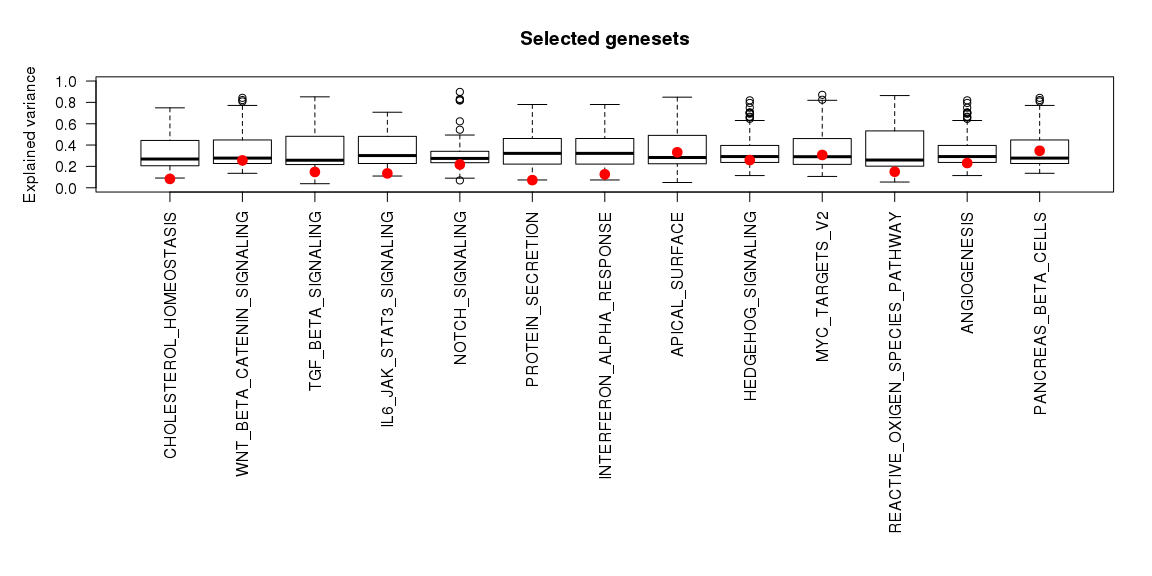 Selected genesets
Explained variance
1.0
0.8
0.6
0.4
0.2
0.0
CHOLESTEROL_HOMEOSTASIS
WNT_BETA_CATENIN_SIGNALING
TGF_BETA_SIGNALING
IL6_JAK_STAT3_SIGNALING
NOTCH_SIGNALING
PROTEIN_SECRETION
INTERFERON_ALPHA_RESPONSE
APICAL_SURFACE
HEDGEHOG_SIGNALING
MYC_TARGETS_V2
REACTIVE_OXIGEN_SPECIES_PATHWAY
ANGIOGENESIS
PANCREAS_BETA_CELLS